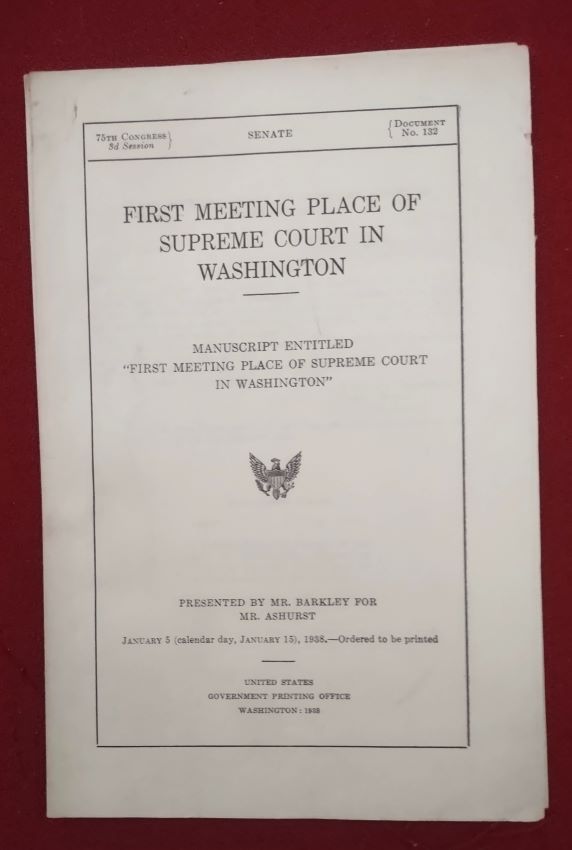 75TH CONGRESS } SENATE { DOCUMENT
3d Session } { No. 132
FIRST MEETING PLACE OF
SUPREME COURT IN
WASHINGTON
MANUSCRIPT ENTITLED
"FIRST MEETING PLACE OF SUPREME COURT
IN WASHINGTON"
PRESENTED BY MR. BARKLEY FOR
MR. ASHURST
JANUARY 5 (calendar day, JANUARY 15), 1938.—Ordered to be printed
UNITED STATES
GOVERNMENT PRINTING OFFICE
WASHINGTON : 1938